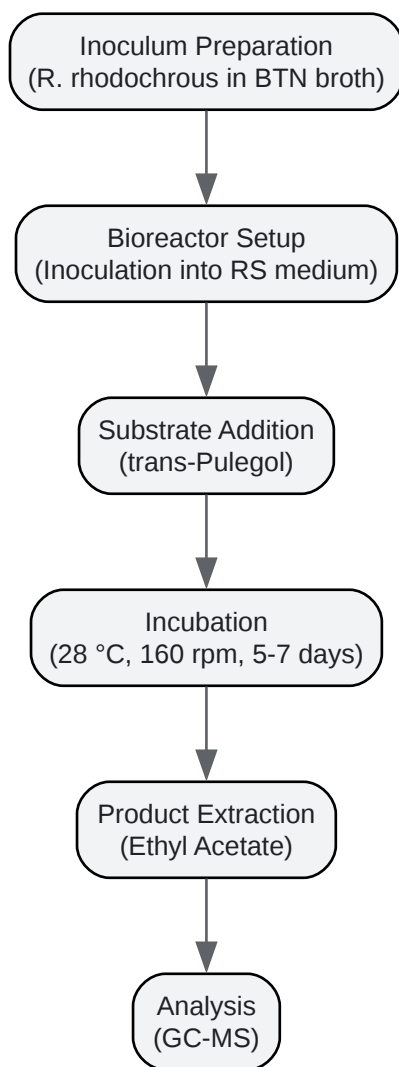 Inoculum Preparation
(R. rhodochrous in BTN broth)
Bioreactor Setup
(Inoculation into RS medium)
Substrate Addition
(trans-Pulegol)
Incubation
(28 °C, 160 rpm, 5-7 days)
Product Extraction
(Ethyl Acetate)
Analysis
(GC-MS)